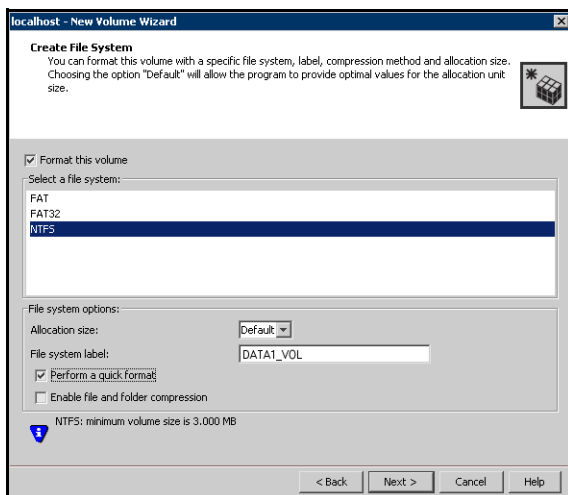 localhost - New Volume Wizard
Create File System
You can format this volume with a specific file system, label, compression method and allocation size.
Choosing the option "Default" will allow the program to provide optimal values for the allocation unit
size.
Format this volume
Select a file system:
FAT
FAT32
NTFS
File system options:
Allocation size:
Default
File system label:
DATA1_VOL
Perform a quick format
Enable file and folder compression
NTFS: minimum volume size is 3.000 MB
< Back
Next >
Cancel
Help